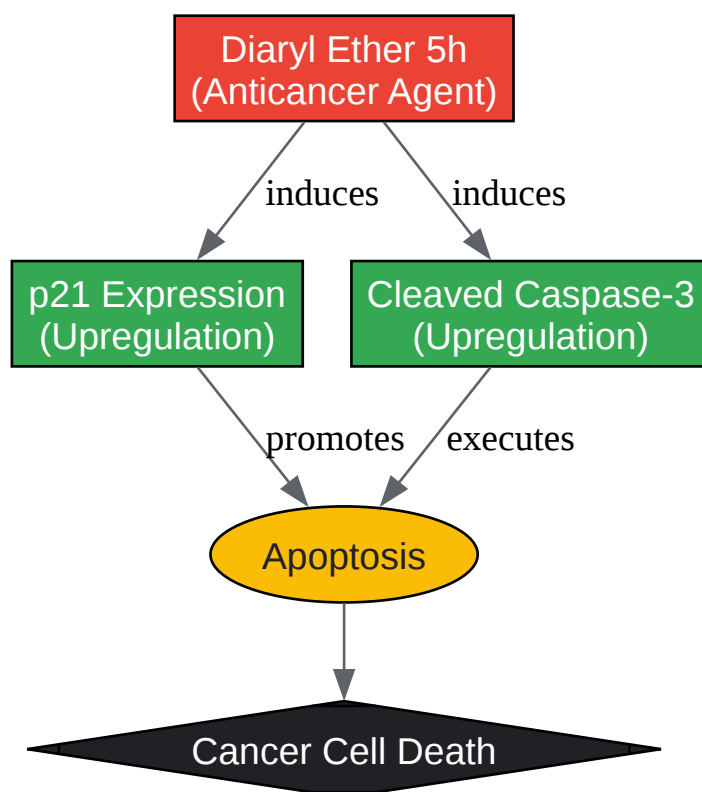 Diaryl Ether 5h
(Anticancer Agent)
induces
induces
p21 Expression
(Upregulation)
Cleaved Caspase-3
(Upregulation)
promotes
executes
Apoptosis
Cancer Cell Death